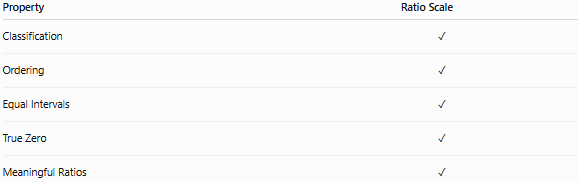 Property Ratio Scale
Classification ✓
Ordering ✓
Equal Intervals ✓
True Zero ✓
Meaningful Ratios ✓